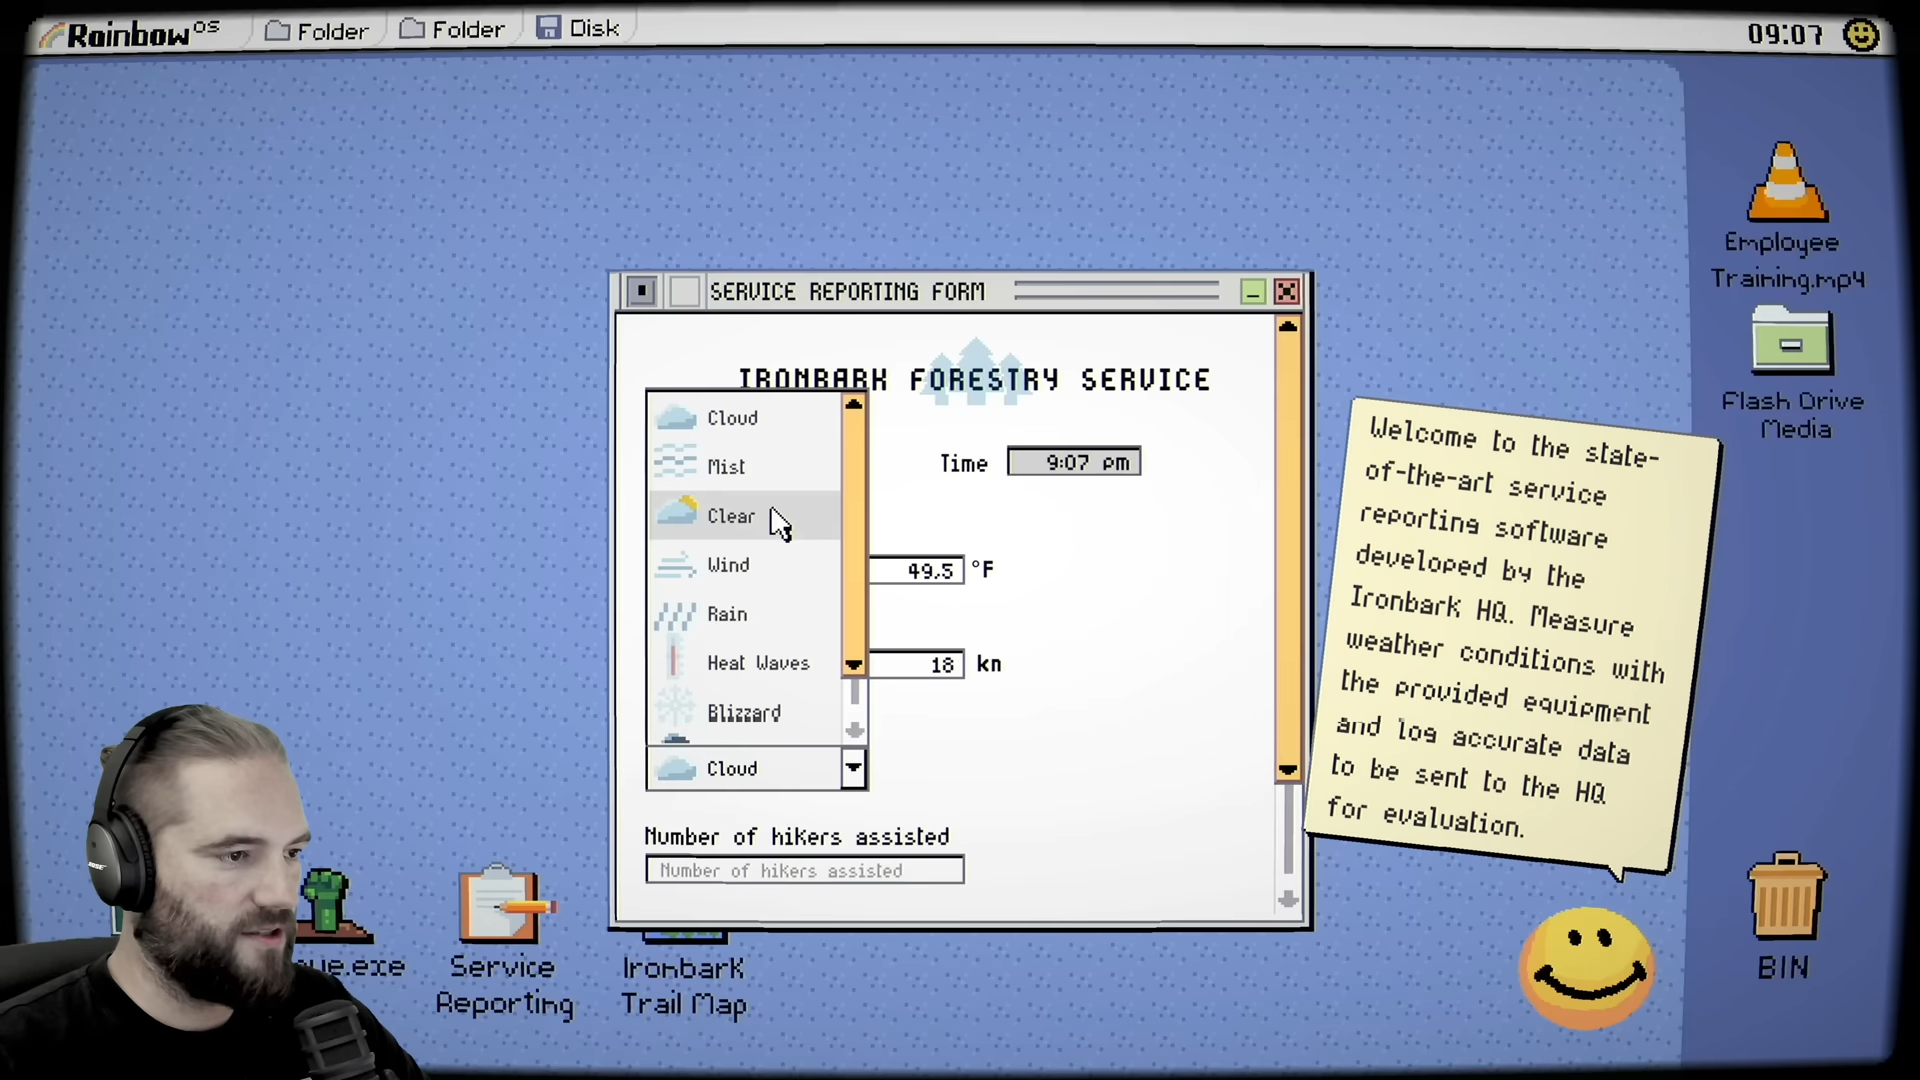 RainbowOS
Folder
Folder
Disk
09:07
Employee
Training.mp4
Flash Drive
Media
SERVICE REPORTING FORM
IRONBARK FORESTRY SERVICE
Time
9:07 pm
Cloud
Mist
Clear
Wind
Rain
Heat Waves
Blizzard
Cloud
49.5 °F
18 kn
Number of hikers assisted
Number of hikers assisted
Welcome to the state-
of-the-art service
reporting software
developed by the
Ironbark HQ. Measure
weather conditions with
the provided equipment
and log accurate data
to be sent to the HQ
for evaluation.
Service
Reporting
Ironbark
Trail Map
BIN
BOSE